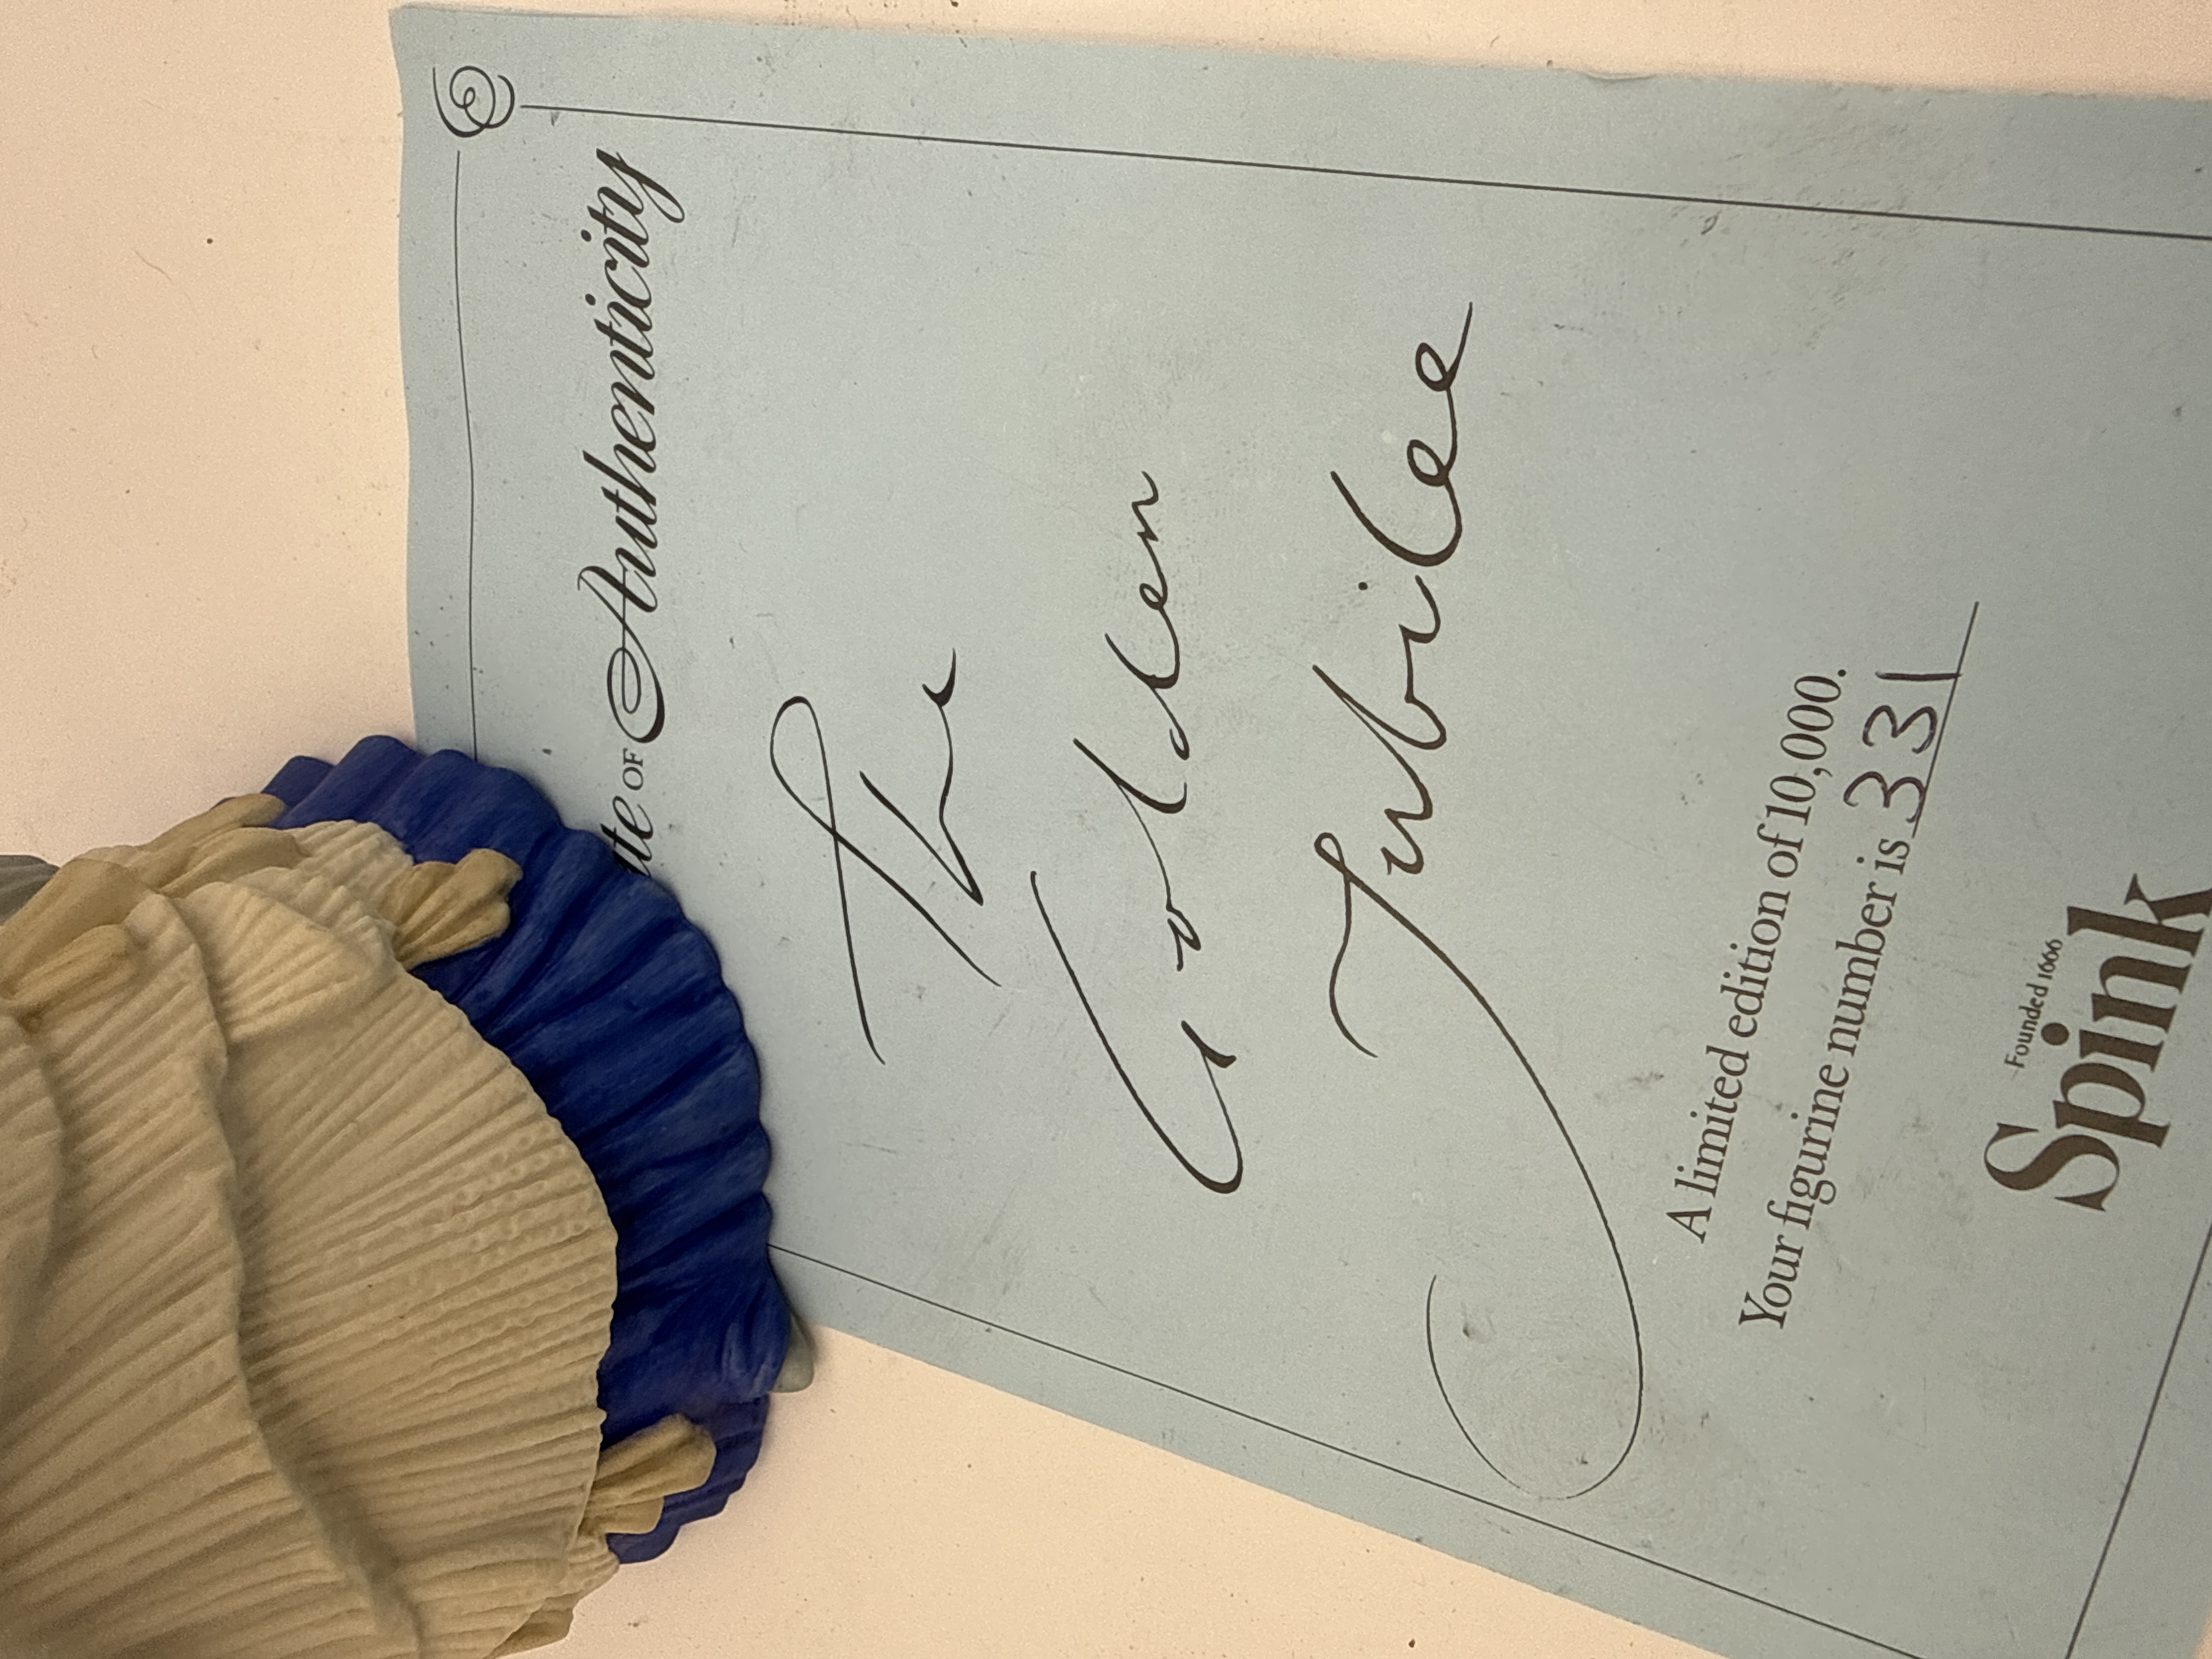 ate OF Authenticity
The
Golden
Jubilee
A limited edition of 10,000.
Your figurine number is 331
Founded 1666
Spink